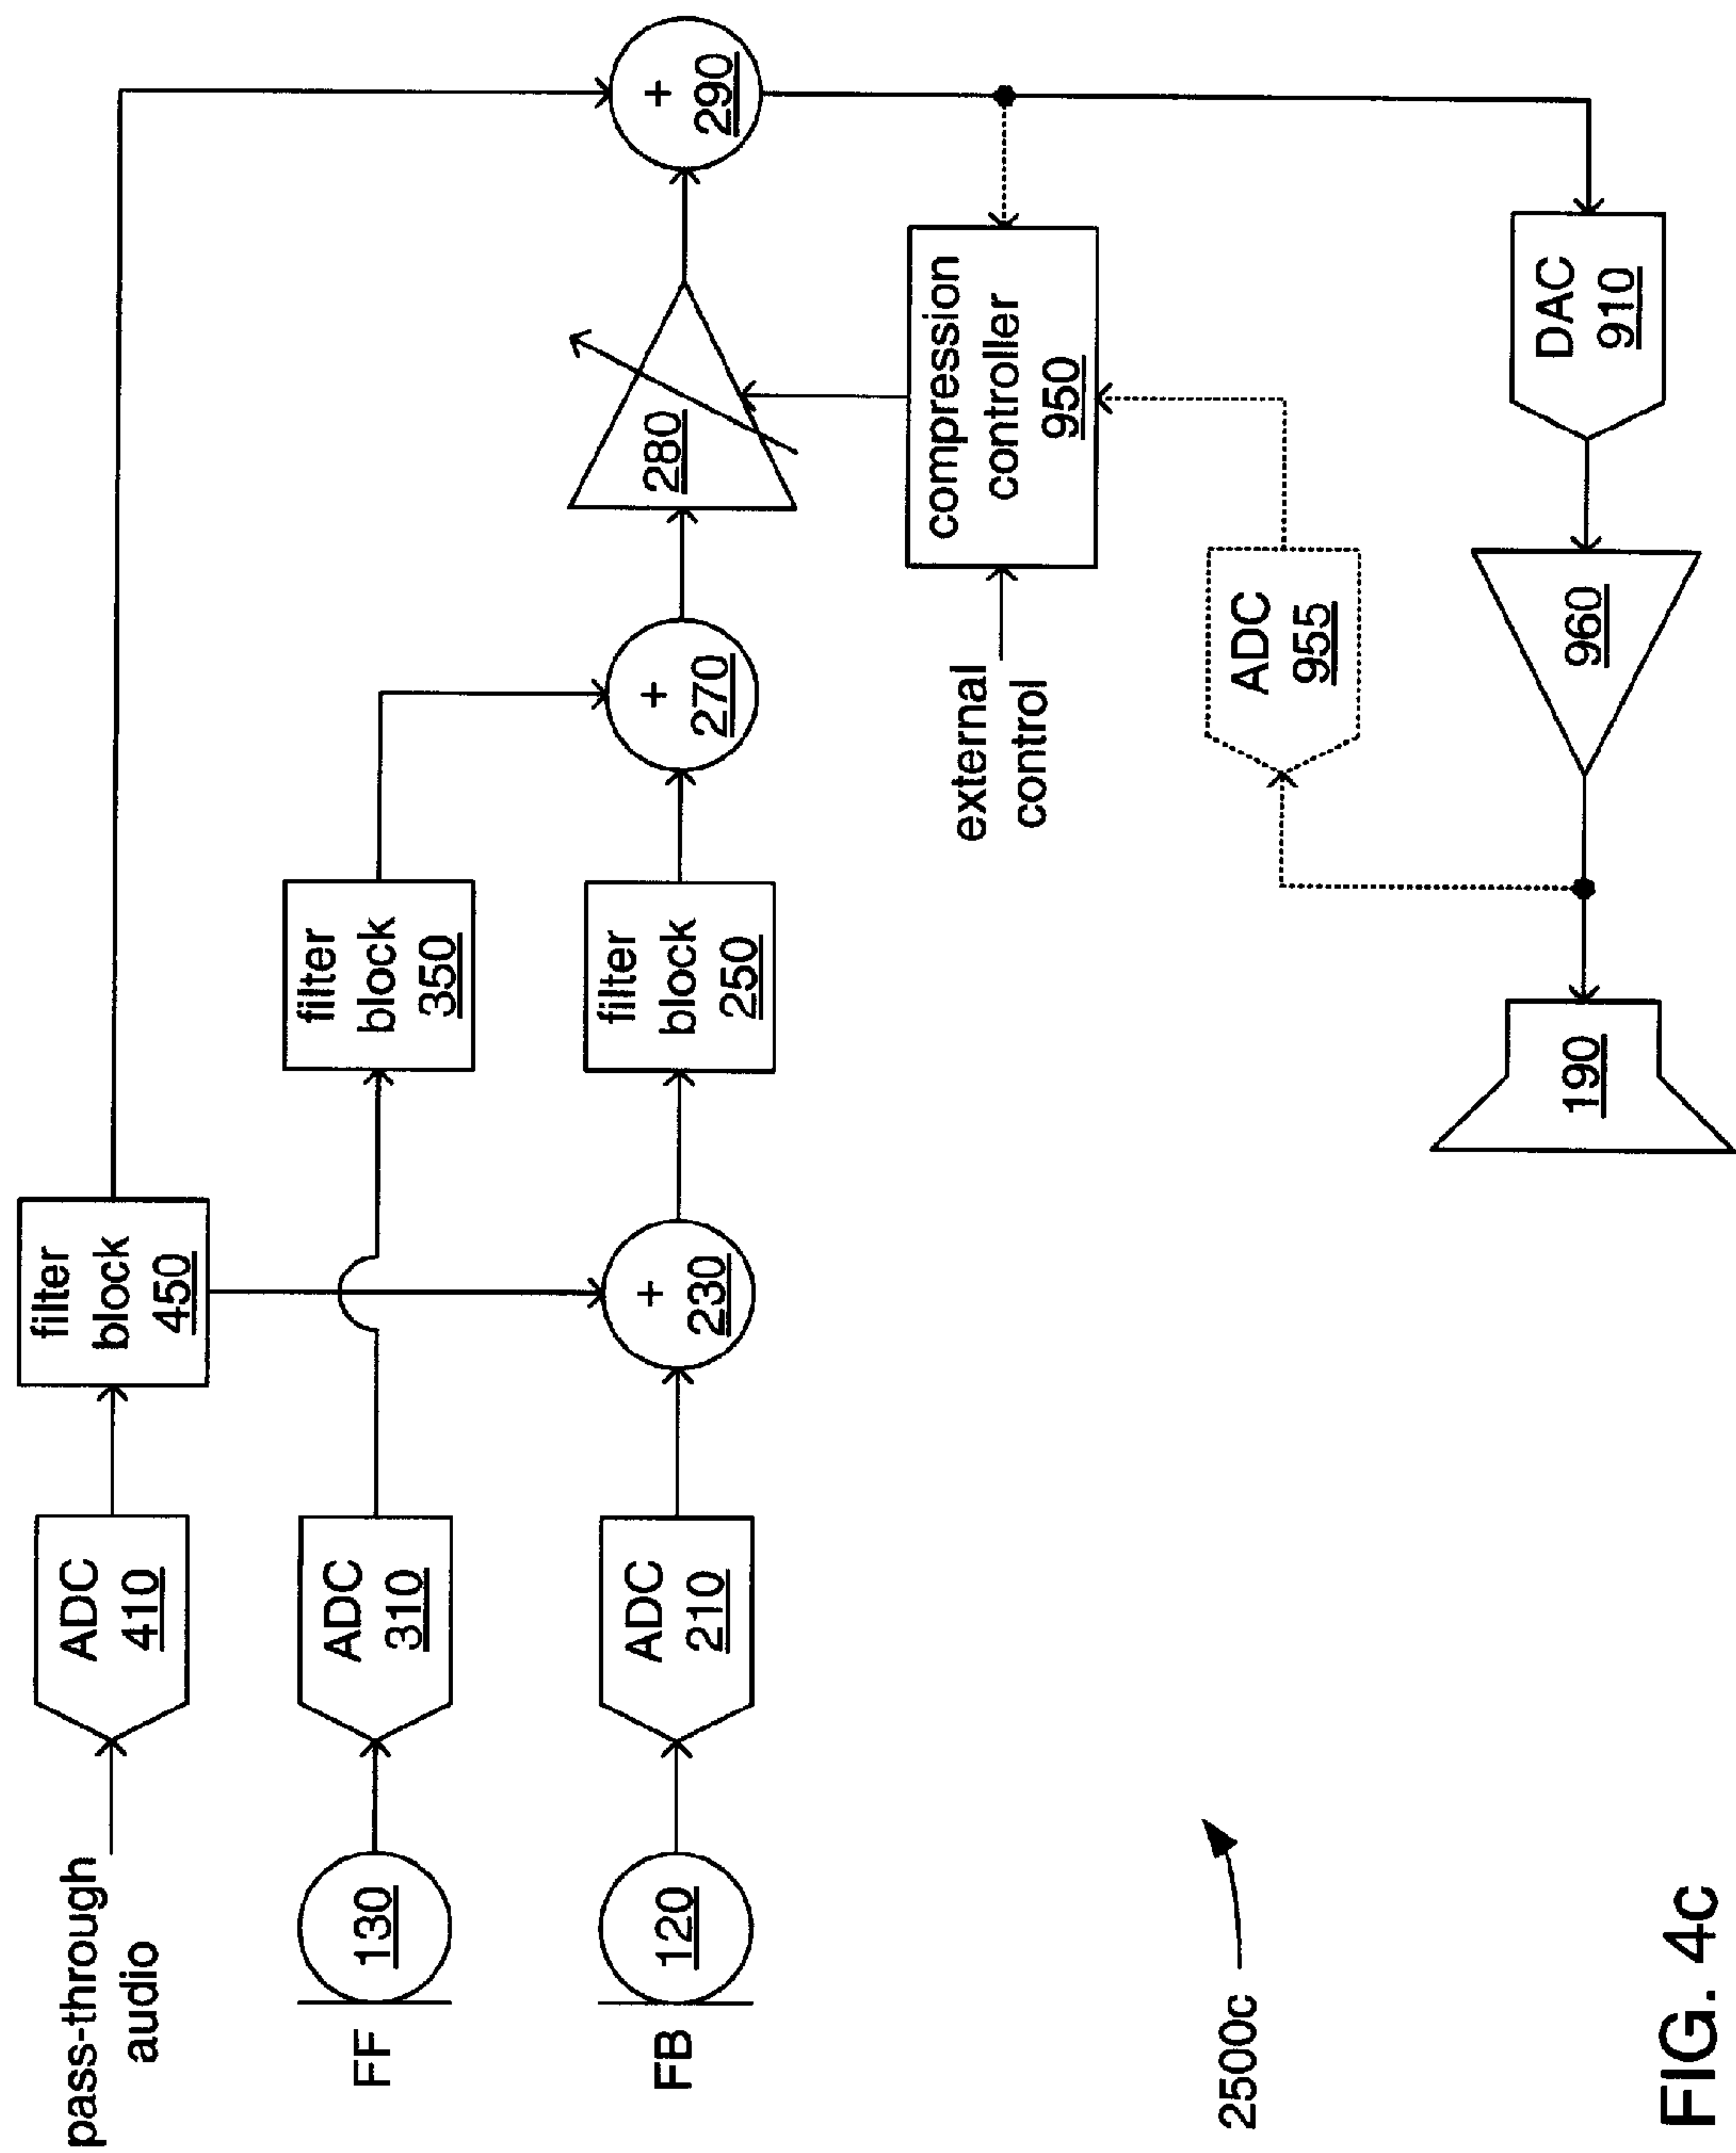 pass-through
audio
ADC
410
filter
block
450
FF
130
ADC
310
filter
block
350
FB
120
ADC
210
+
230
filter
block
250
+
270
280
+
290
external
control
compression
controller
950
ADC
955
190
960
DAC
910
2500c
FIG. 4c